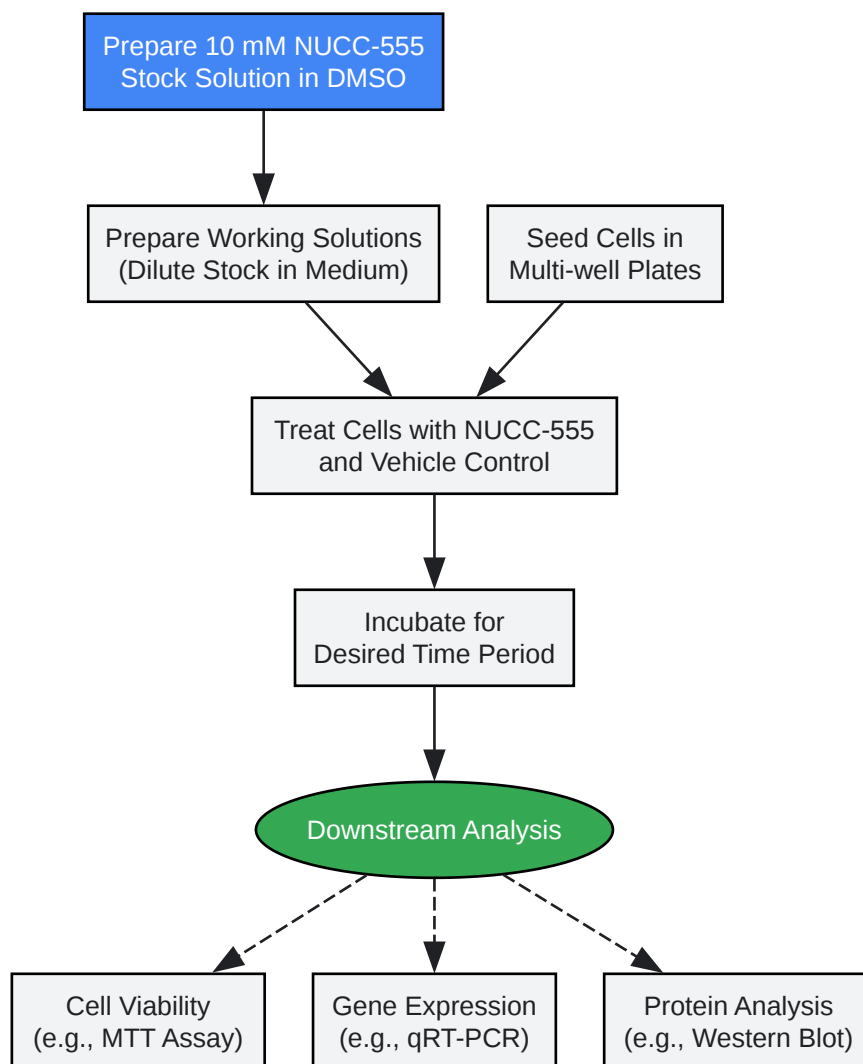 Prepare 10 mM NUCC-555
Stock Solution in DMSO
Prepare Working Solutions
(Dilute Stock in Medium)
Seed Cells in
Multi-well Plates
Treat Cells with NUCC-555
and Vehicle Control
Incubate for
Desired Time Period
Downstream Analysis
Cell Viability
(e.g., MTT Assay)
Gene Expression
(e.g., qRT-PCR)
Protein Analysis
(e.g., Western Blot)